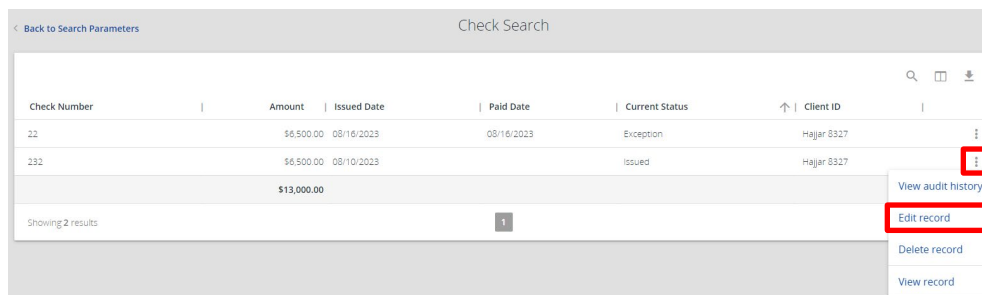 < Back to Search Parameters
Check Search
Check Number | Amount | Issued Date | Paid Date | Current Status ↑ | Client ID |
22 $6,500.00 08/16/2023 08/16/2023 Exception Hajjar 8327
232 $6,500.00 08/10/2023 Issued Hajjar 8327
$13,000.00
View audit history
Showing 2 results 1 Edit record
Delete record
View record